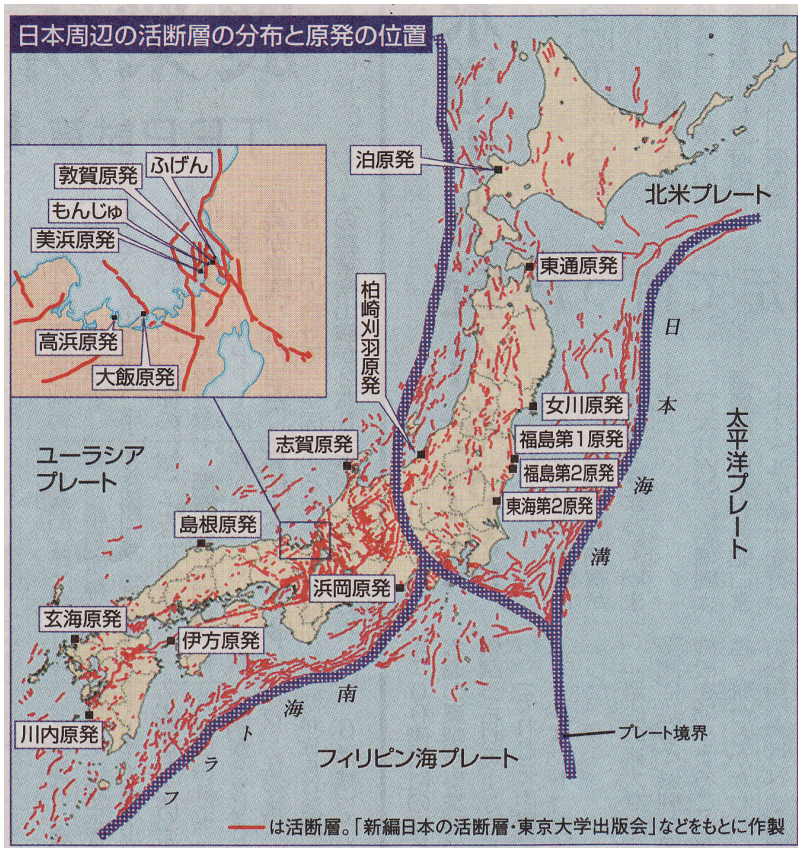 日本周辺の活断層の分布と原発の位置
ふげん
敦賀原発
もんじゅ
美浜原発
高浜原発
大飯原発
泊原発
北米プレート
東通原発
柏崎刈羽原発
日本海溝
女川原発
太平洋プレート
福島第1原発
福島第2原発
東海第2原発
志賀原発
ユーラシア
プレート
島根原発
浜岡原発
玄海原発
伊方原発
川内原発
南海トラフ
フィリピン海プレート
プレート境界
は活断層。「新編日本の活断層・東京大学出版会」などをもとに作製